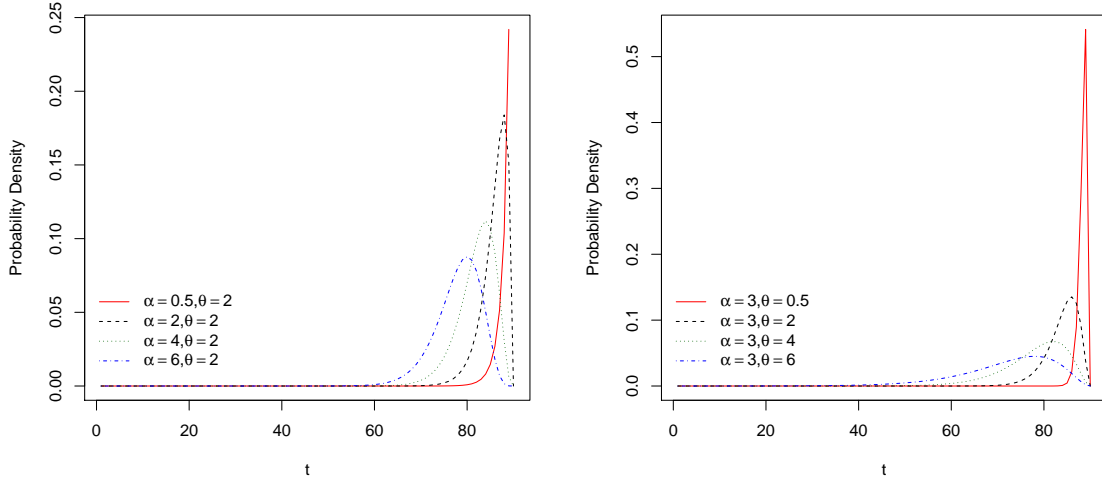 Probability Density
0.25
0.20
0.15
0.10
0.05
0.00
α = 0.5,θ = 2
α = 2,θ = 2
α = 4,θ = 2
α = 6,θ = 2
0 20 40 60 80
t
Probability Density
0.5
0.4
0.3
0.2
0.1
0.0
α = 3,θ = 0.5
α = 3,θ = 2
α = 3,θ = 4
α = 3,θ = 6
0 20 40 60 80
t